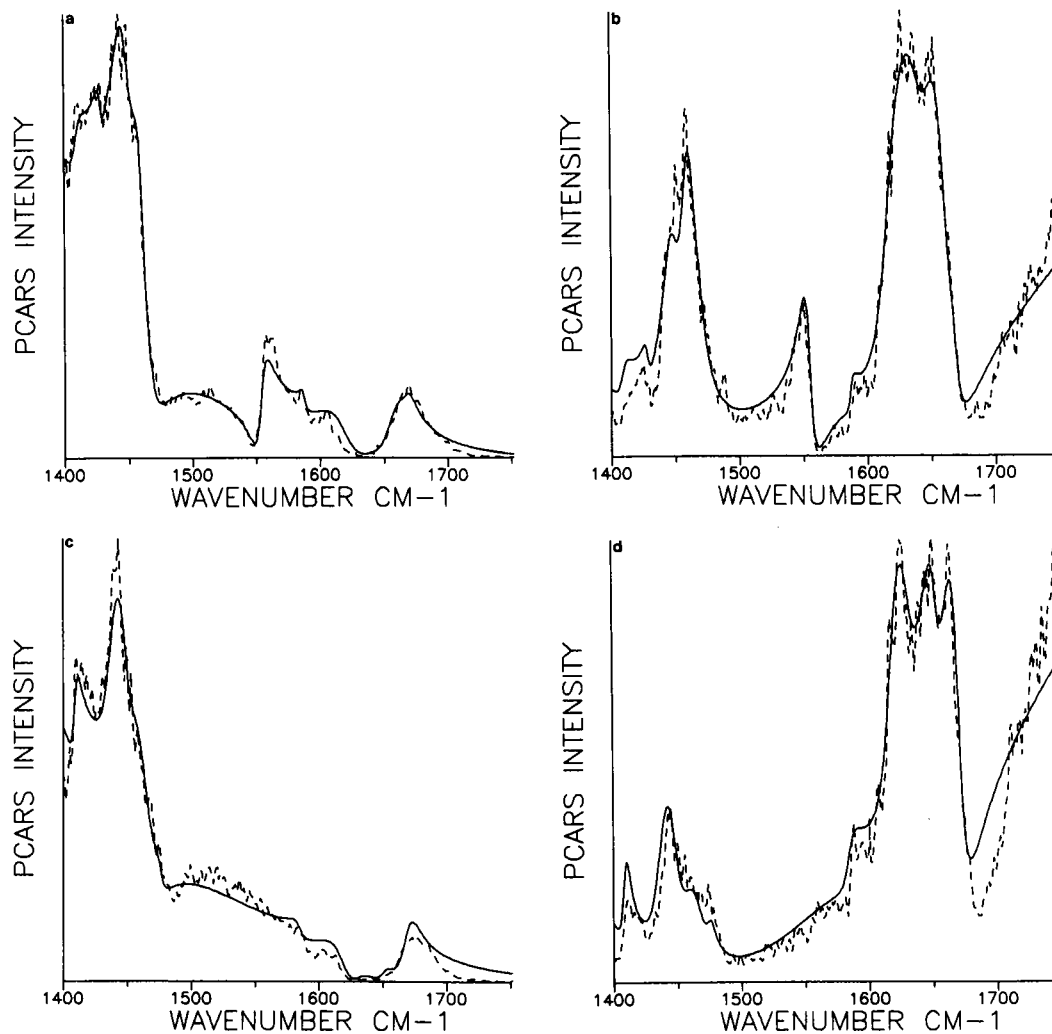 a
PCARS INTENSITY
1400 1500 1600 1700
WAVENUMBER CM-1
b
PCARS INTENSITY
1400 1500 1600 1700
WAVENUMBER CM-1
c
PCARS INTENSITY
1400 1500 1600 1700
WAVENUMBER CM-1
d
PCARS INTENSITY
1400 1500 1600 1700
WAVENUMBER CM-1